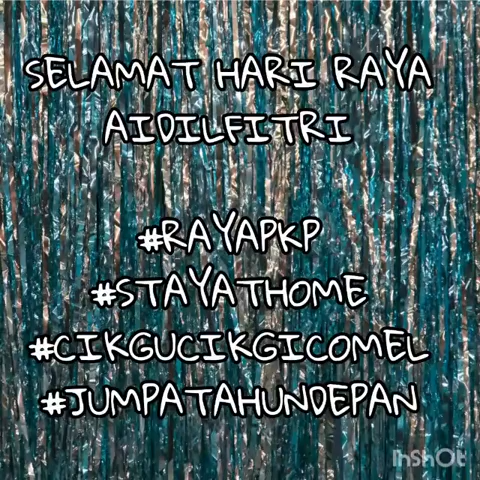 SELAMAT HARI RAYA
AIDILFITRI
#RAYAPKP
#STAYATHOME
#CIKGUCIKGICOMEL
#JUMPATAHUNDEPAN
InShOt